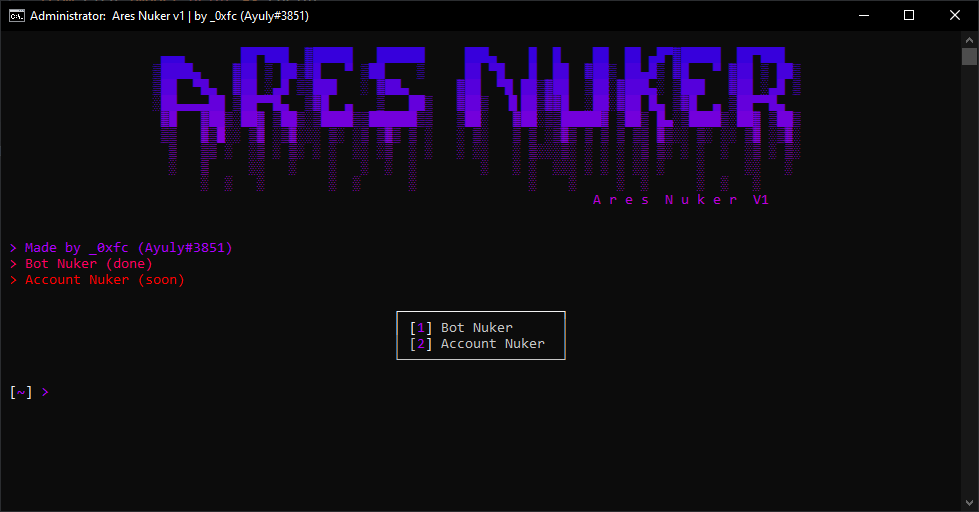 Administrator: Ares Nuker v1 | by _0xfc (Ayuly#3851)
ARES NUKER
Ares Nuker V1
> Made by _0xfc (Ayuly#3851)
> Bot Nuker (done)
> Account Nuker (soon)
[1] Bot Nuker
[2] Account Nuker
[~] >